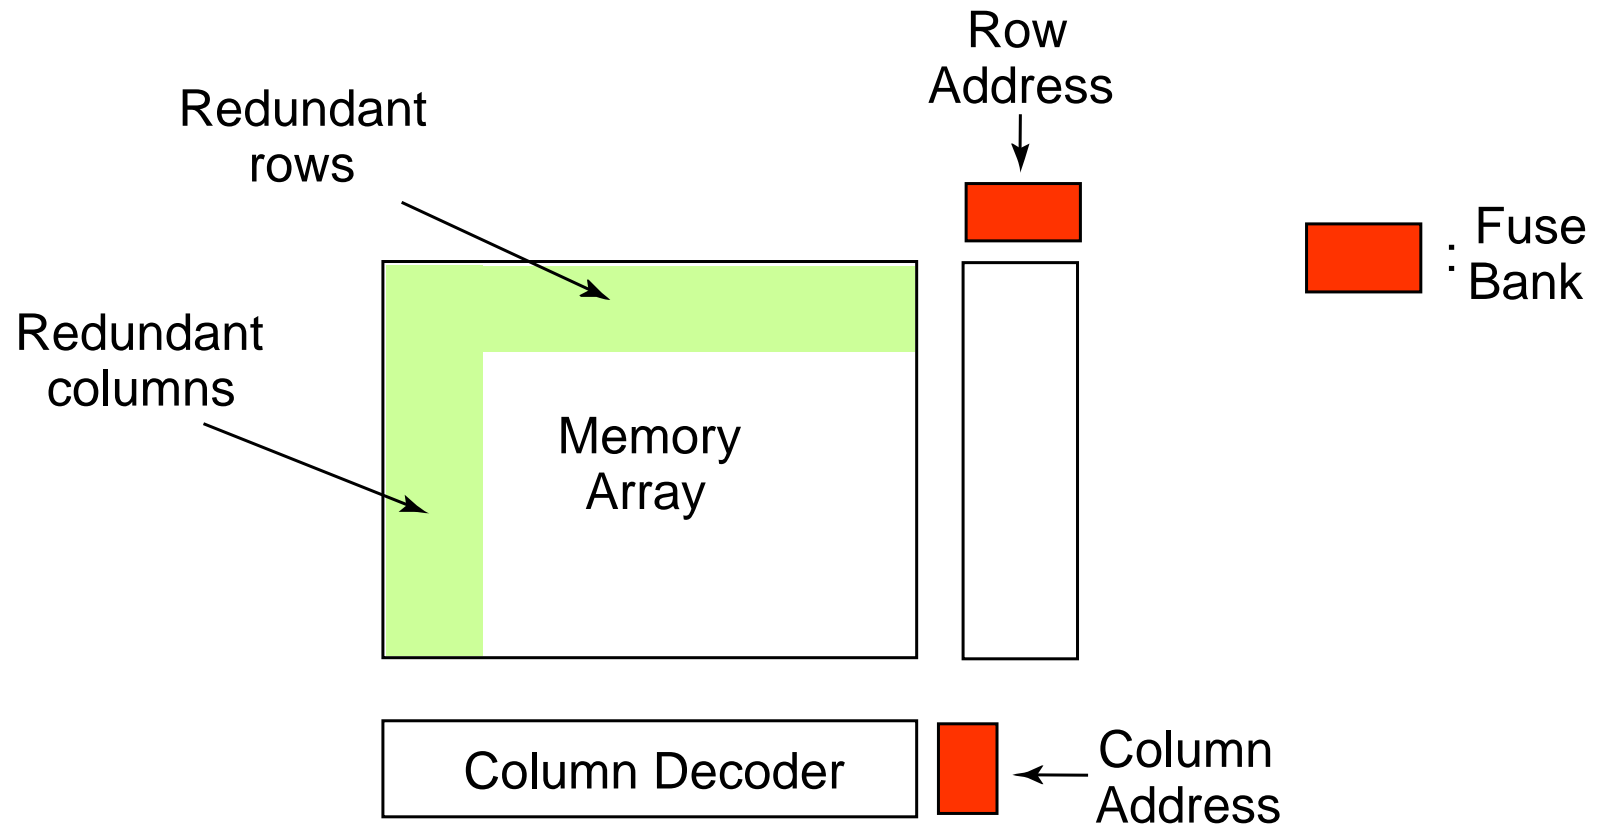 Row
Address
Redundant
rows
: Fuse
Bank
Redundant
columns
Memory
Array
Column Decoder
Column
Address